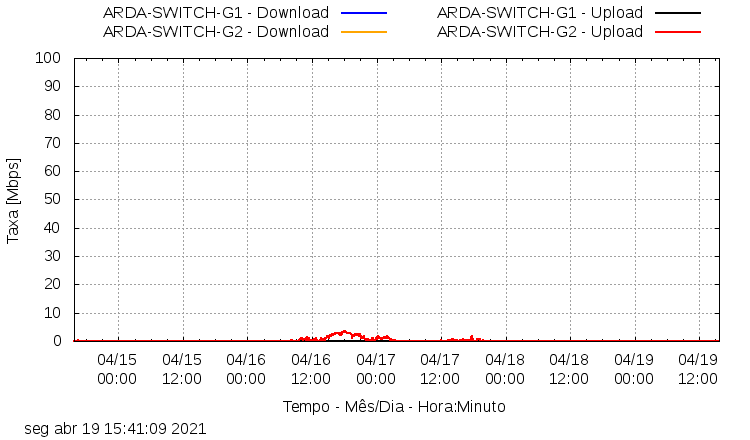 ARDA-SWITCH-G1 - Download ARDA-SWITCH-G1 - Upload
ARDA-SWITCH-G2 - Download ARDA-SWITCH-G2 - Upload
100
90
80
70
60
50
40
30
20
10
0
Taxa [Mbps]
04/15 04/15 04/16 04/16 04/17 04/17 04/18 04/18 04/19 04/19
00:00 12:00 00:00 12:00 00:00 12:00 00:00 12:00 00:00 12:00
Tempo - Mês/Dia - Hora:Minuto
seg abr 19 15:41:09 2021